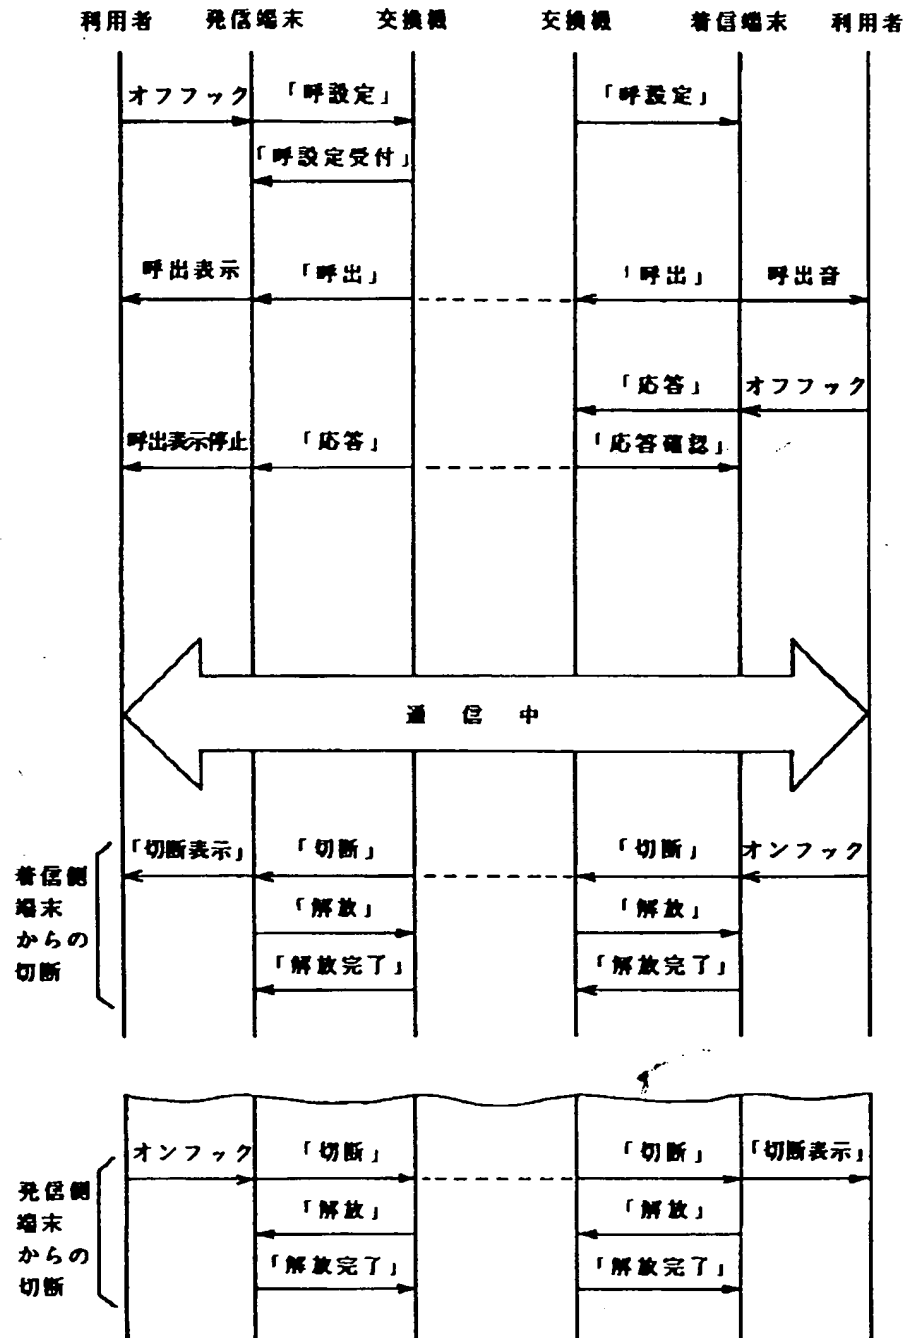 利用者 発信端末 交換機 交換機 着信端末 利用者
オフフック 「呼設定」 「呼設定」
「呼設定受付」
呼出表示 「呼出」 「呼出」 呼出音
「応答」 オフフック
呼出表示停止 「応答」 「応答確認」
通信中
「切断表示」 「切断」 「切断」 オンフック
着信側
端末
からの
切断
「解放」 「解放」
「解放完了」 「解放完了」
オンフック 「切断」 「切断」 「切断表示」
発信側
端末
からの
切断
「解放」 「解放」
「解放完了」 「解放完了」